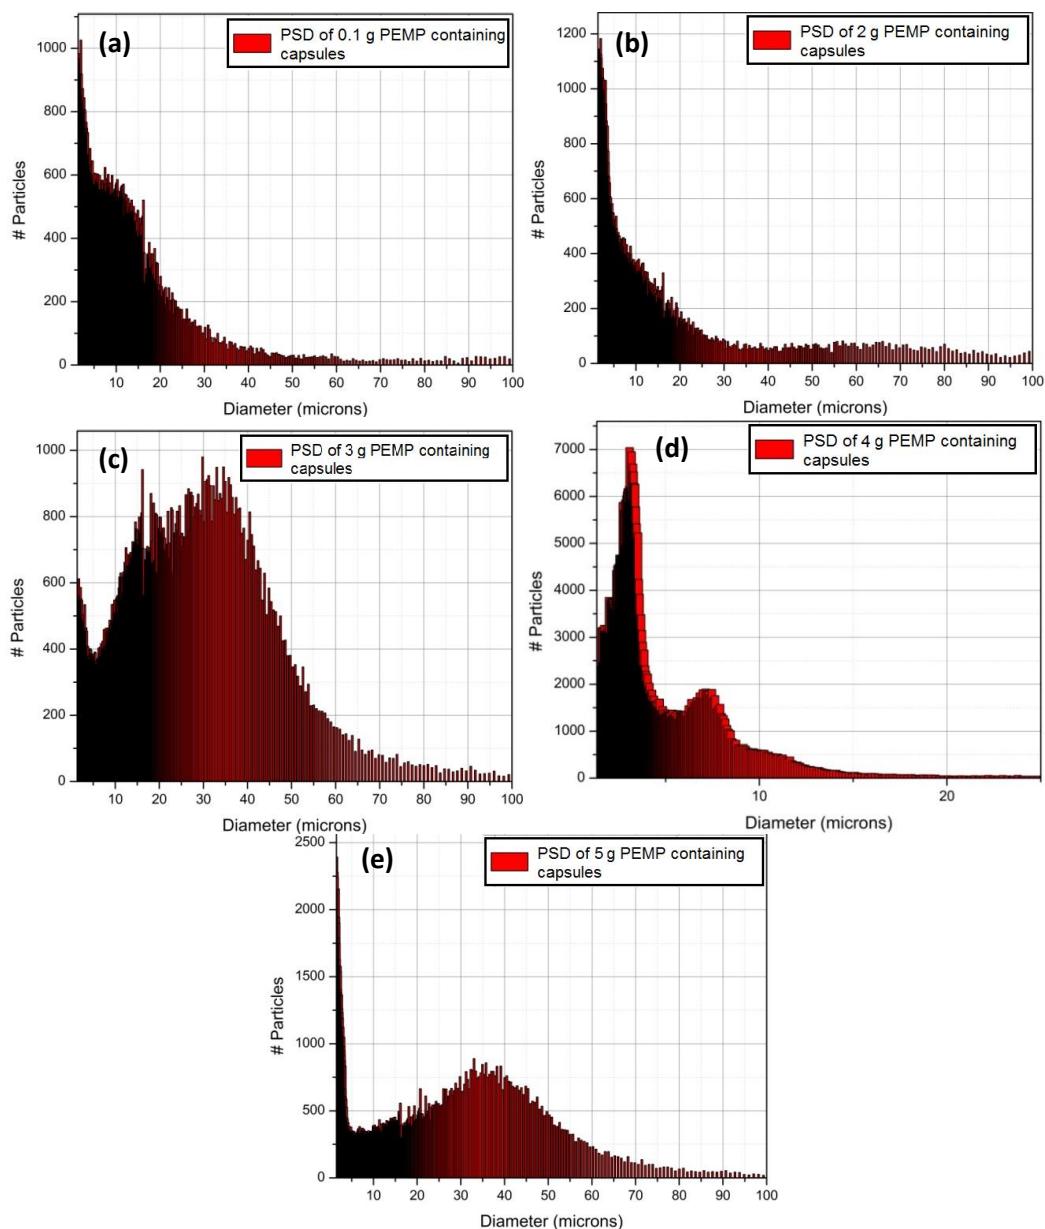 (a)
PSD of 0.1 g PEMP containing
capsules
1000
800
600
400
200
0
# Particles
10 20 30 40 50 60 70 80 90 100
Diameter (microns)
(b)
PSD of 2 g PEMP containing
capsules
1200
1000
800
600
400
200
0
# Particles
10 20 30 40 50 60 70 80 90 100
Diameter (microns)
(c)
PSD of 3 g PEMP containing
capsules
1000
800
600
400
200
0
# Particles
10 20 30 40 50 60 70 80 90 100
Diameter (microns)
(d)
PSD of 4 g PEMP containing
capsules
7000
6000
5000
4000
3000
2000
1000
0
# Particles
10 20
Diameter (microns)
(e)
PSD of 5 g PEMP containing
capsules
2500
2000
1500
1000
500
0
# Particles
10 20 30 40 50 60 70 80 90 100
Diameter (microns)